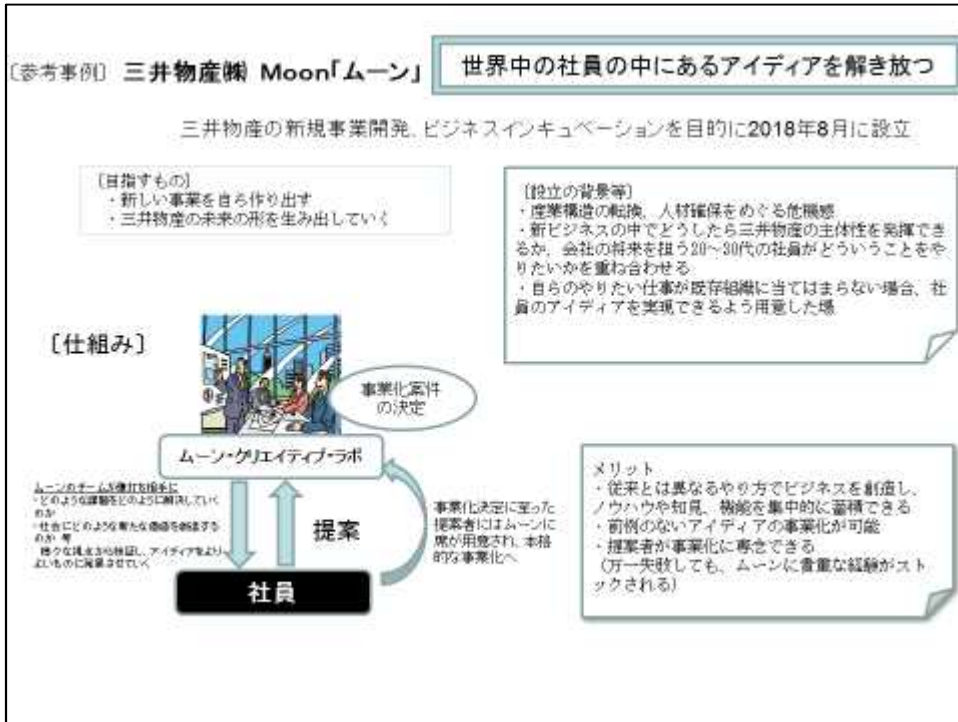 〔参考事例〕 三井物産㈱ Moon「ムーン」
世界中の社員の中にあるアイディアを解き放つ
三井物産の新規事業開発、ビジネスインキュベーションを目的に2018年8月に設立
〔目指すもの〕
・新しい事業を自ら作り出す
・三井物産の未来の形を生み出していく
〔設立の背景等〕
・産業構造の転換、人材確保をめぐる危機感
・新ビジネスの中でどうしたら三井物産の主体性を発揮でき
るか、会社の将来を担う20～30代の社員がどういうことをや
りたいかを重ね合わせる
・自らのやりたい仕事が既存組織に当てはまらない場合、社
員のアイディアを実現できるよう用意した場
〔仕組み〕
事業化案件
の決定
ムーン・クリエイティブ・ラボ
ムーンのチームが壁打ち相手に
・どのような課題をどのように解決していく
のか
・社会にどのような新たな価値を創造する
のか 等
様々な視点から検証し、アイディアをより
よいものに発展させていく
提案
事業化決定に至った
提案者にはムーンに
席が用意され、本格
的な事業化へ
社員
メリット
・従来とは異なるやり方でビジネスを創造し、
ノウハウや知見、機能を集中的に蓄積できる
・前例のないアイディアの事業化が可能
・提案者が事業化に専念できる
（万一失敗しても、ムーンに貴重な経験がスト
ックされる）